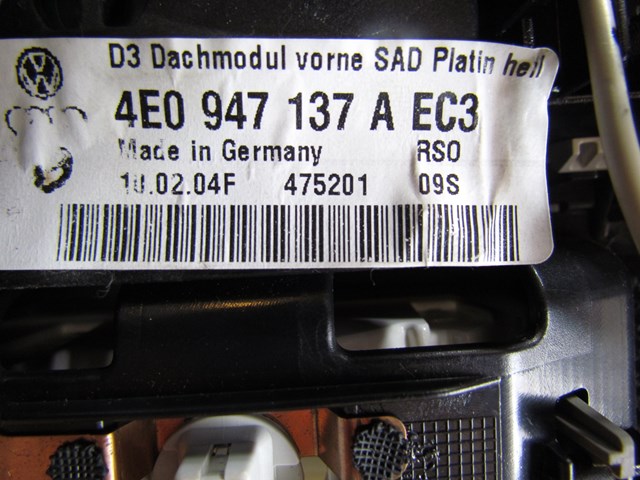 D3 Dachmodul vorne SAD Platin hell
4E0 947 137 A EC3
Made in Germany RSO
10.02.04F 475201 09S